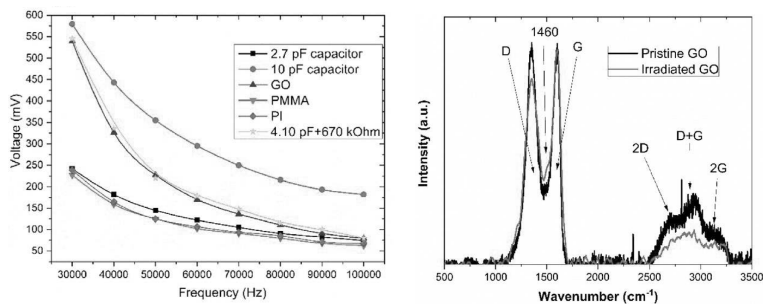 600
550
500
450
400
350
300
250
200
150
100
50
Voltage (mV)
30000 40000 50000 60000 70000 80000 90000 100000
Frequency (Hz)
2.7 pF capacitor
10 pF capacitor
GO
PMMA
PI
4.10 pF+670 kOhm
1460
D
G
Pristine GO
Irradiated GO
2D
D+G
2G
Intensity (a.u.)
500 1000 1500 2000 2500 3000 3500
Wavenumber (cm⁻¹)